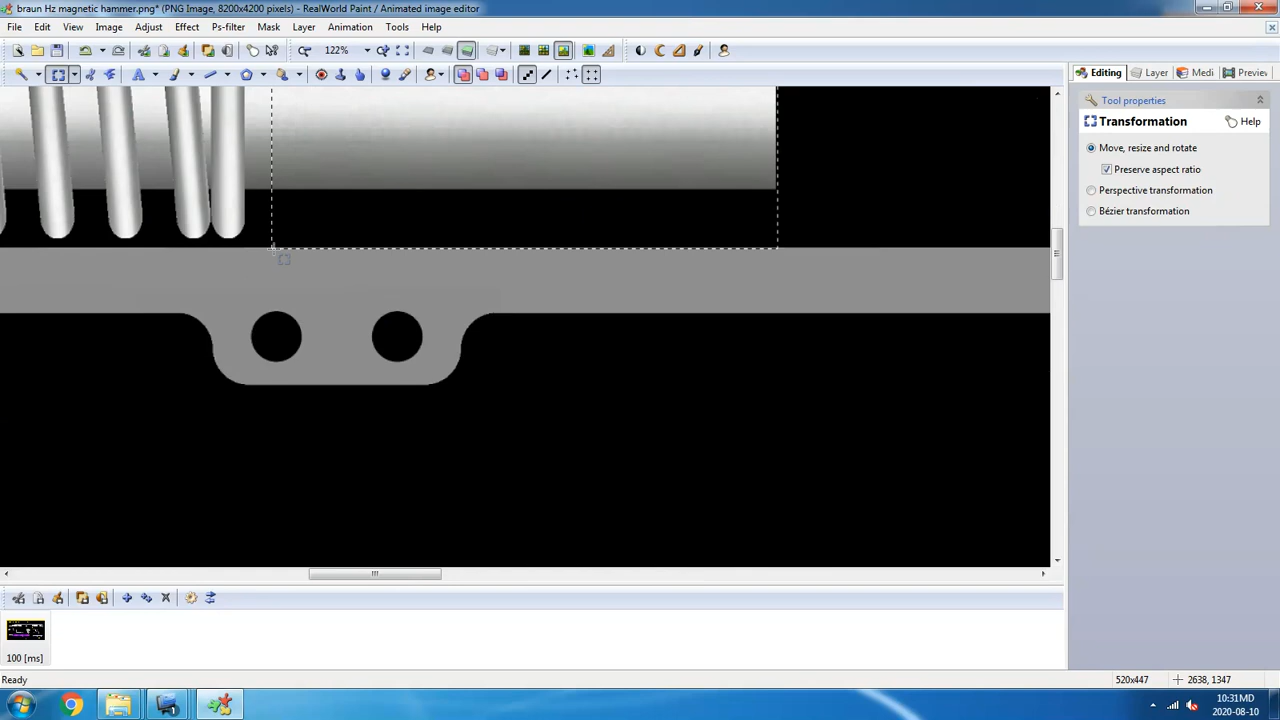 braun Hz magnetic hammer.png* (PNG Image, 8200x4200 pixels) - RealWorld Paint / Animated image editor
File Edit View Image Adjust Effect Ps-filter Mask Layer Animation Tools Help
122%
Editing Layer Medi Preview
Tool properties
Transformation Help
Move, resize and rotate
Preserve aspect ratio
Perspective transformation
Bézier transformation
100 [ms]
Ready 520x447 2638, 1347
10:31MD
2020-08-10